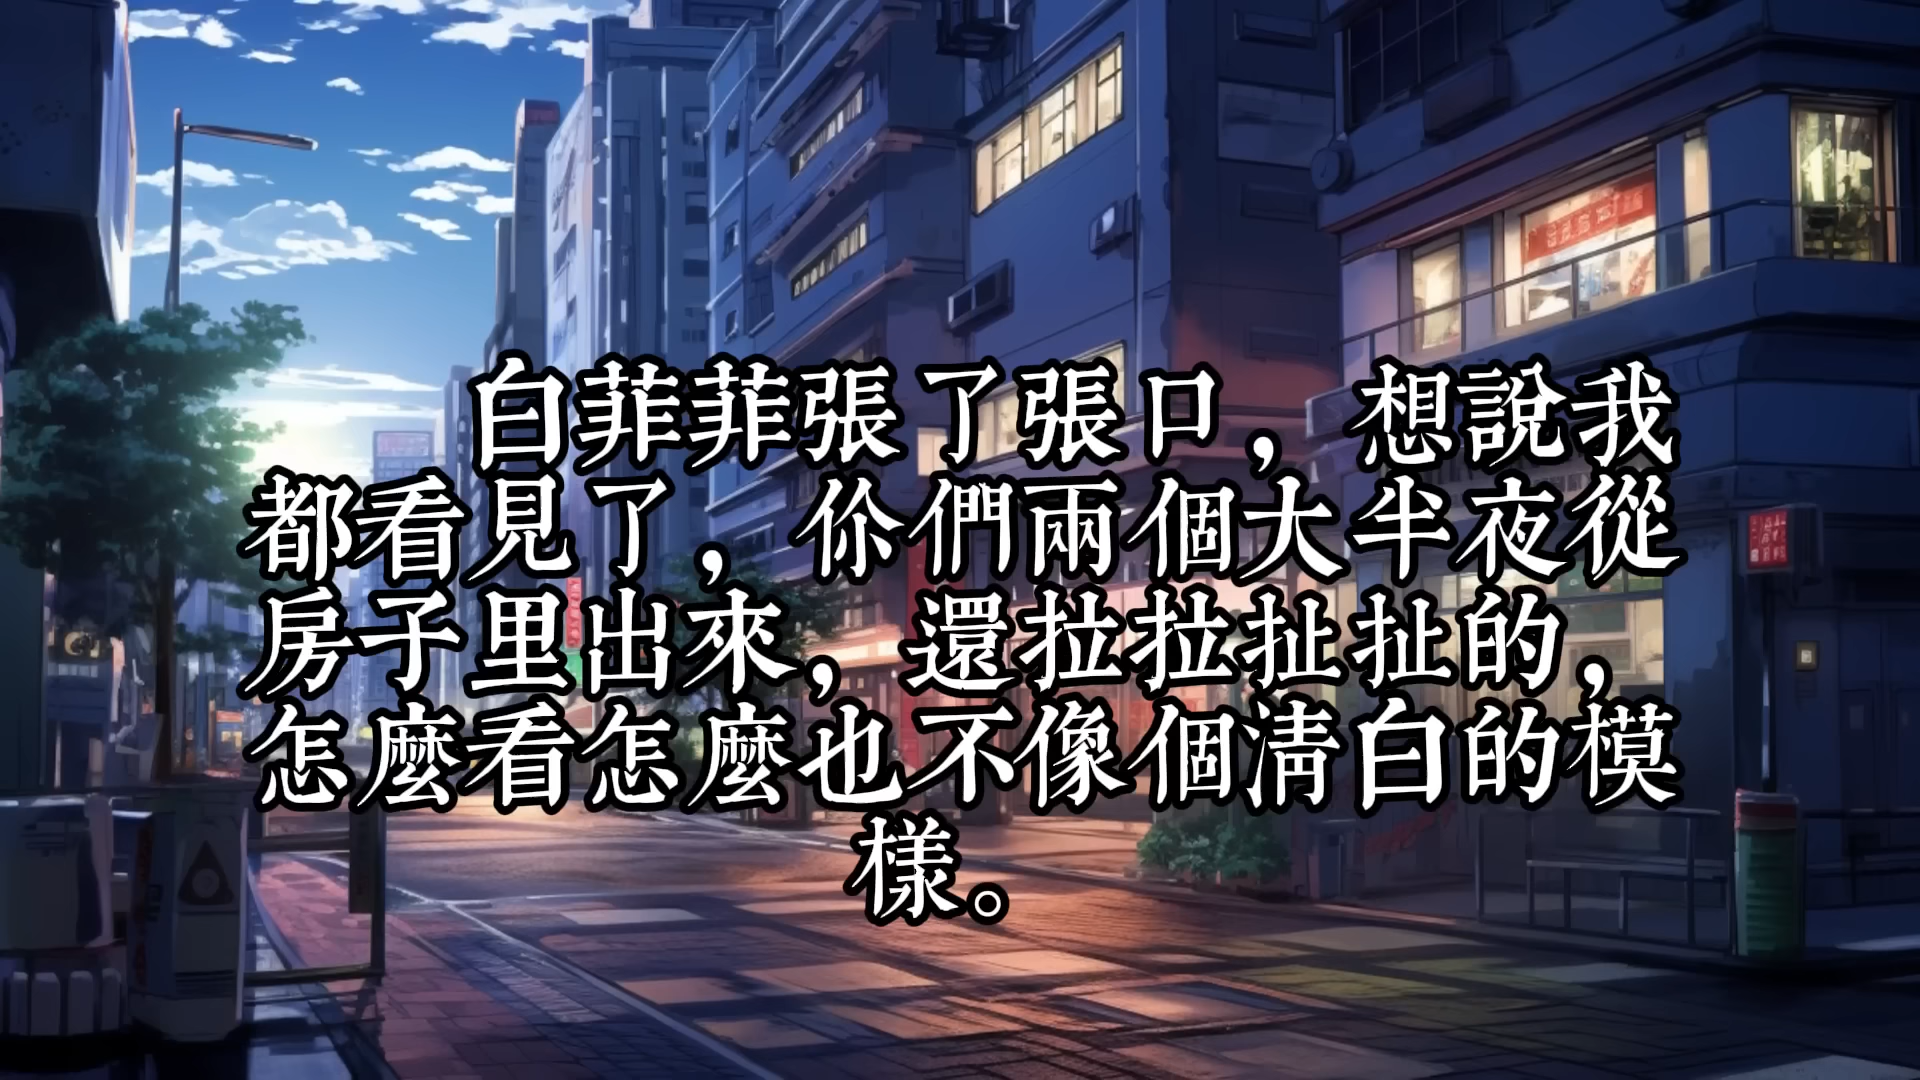 白菲菲張了張口，想說我
都看見了，你們兩個大半夜從
房子里出來，還拉拉扯扯的，
怎麼看怎麼也不像個清白的模
樣。